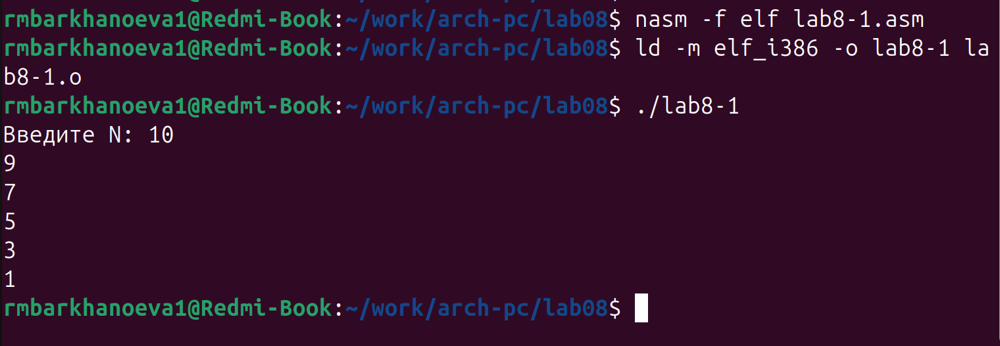 rmbarkhanoeva1@Redmi-Book:~/work/arch-pc/lab08$ nasm -f elf lab8-1.asm
rmbarkhanoeva1@Redmi-Book:~/work/arch-pc/lab08$ ld -m elf_i386 -o lab8-1 la
b8-1.o
rmbarkhanoeva1@Redmi-Book:~/work/arch-pc/lab08$ ./lab8-1
Введите N: 10
9
7
5
3
1
rmbarkhanoeva1@Redmi-Book:~/work/arch-pc/lab08$